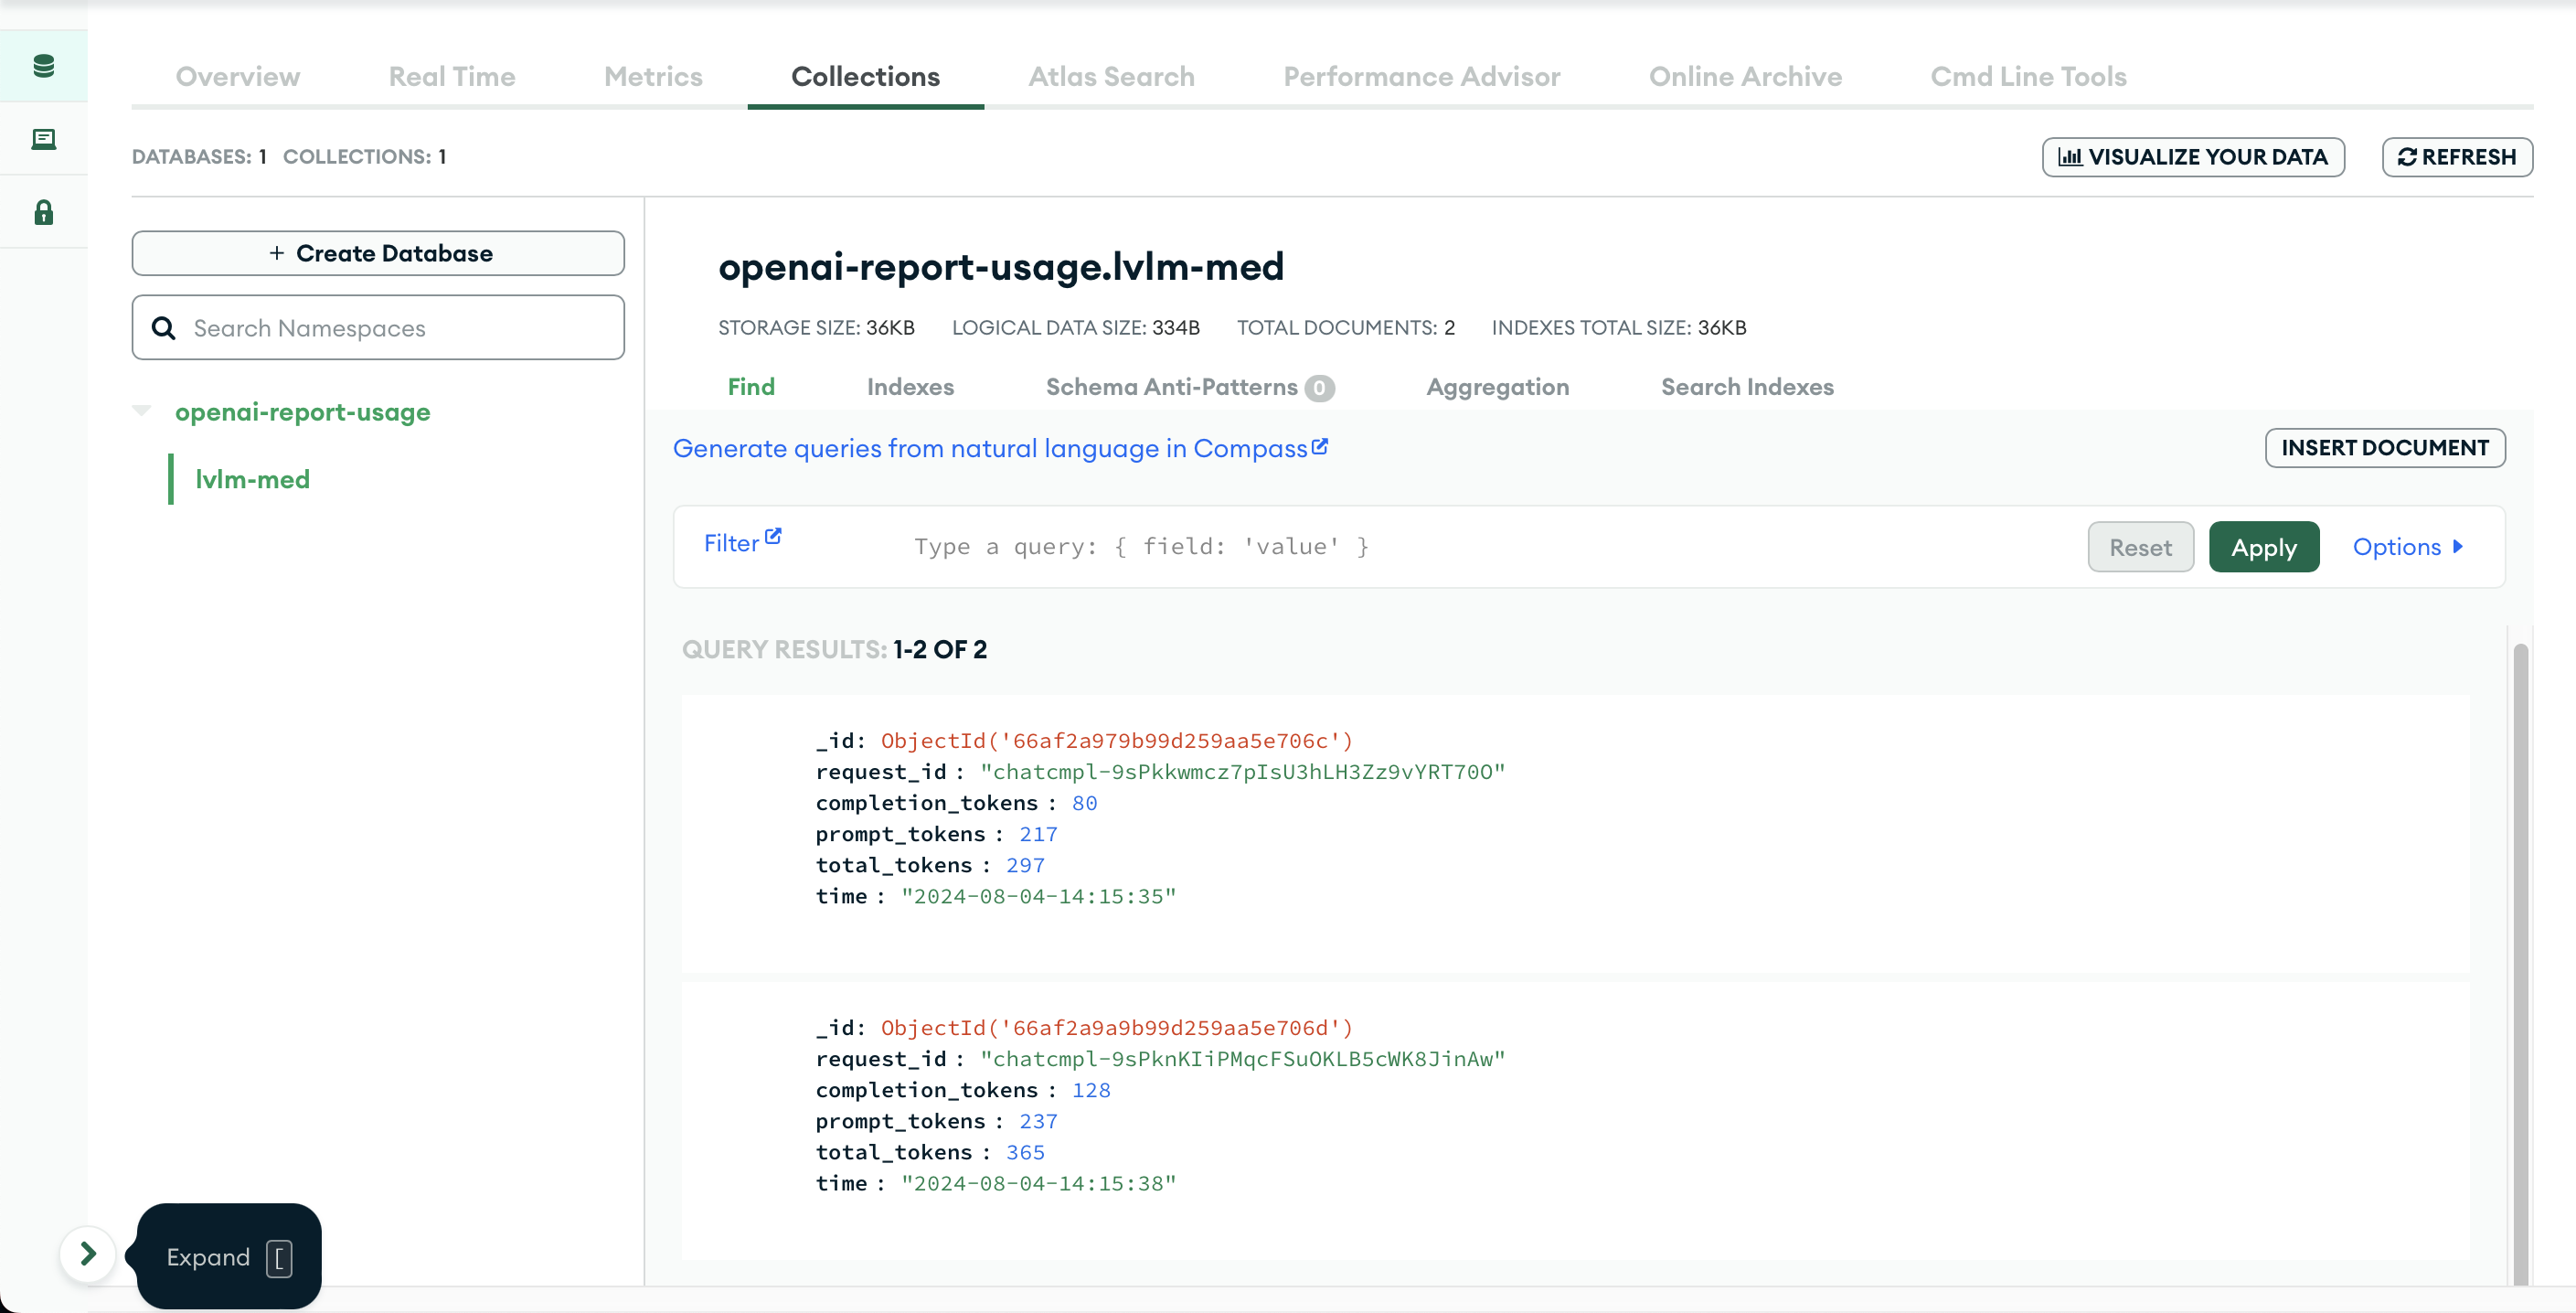 Overview Real Time Metrics Collections Atlas Search Performance Advisor Online Archive Cmd Line Tools
DATABASES: 1 COLLECTIONS: 1
VISUALIZE YOUR DATA REFRESH
+ Create Database
Search Namespaces
openai-report-usage
lvlm-med
openai-report-usage.lvlm-med
STORAGE SIZE: 36KB LOGICAL DATA SIZE: 334B TOTAL DOCUMENTS: 2 INDEXES TOTAL SIZE: 36KB
Find Indexes Schema Anti-Patterns 0 Aggregation Search Indexes
Generate queries from natural language in Compass
INSERT DOCUMENT
Filter Type a query: { field: 'value' } Reset Apply Options
QUERY RESULTS: 1-2 OF 2
_id: ObjectId('66af2a979b99d259aa5e706c')
request_id : "chatcmpl-9sPkkwmcz7pIsU3hLH3Zz9vYRT70O"
completion_tokens : 80
prompt_tokens : 217
total_tokens : 297
time : "2024-08-04-14:15:35"
_id: ObjectId('66af2a9a9b99d259aa5e706d')
request_id : "chatcmpl-9sPknKIiPMqcFSuOKLB5cWK8JinAw"
completion_tokens : 128
prompt_tokens : 237
total_tokens : 365
time : "2024-08-04-14:15:38"
Expand [